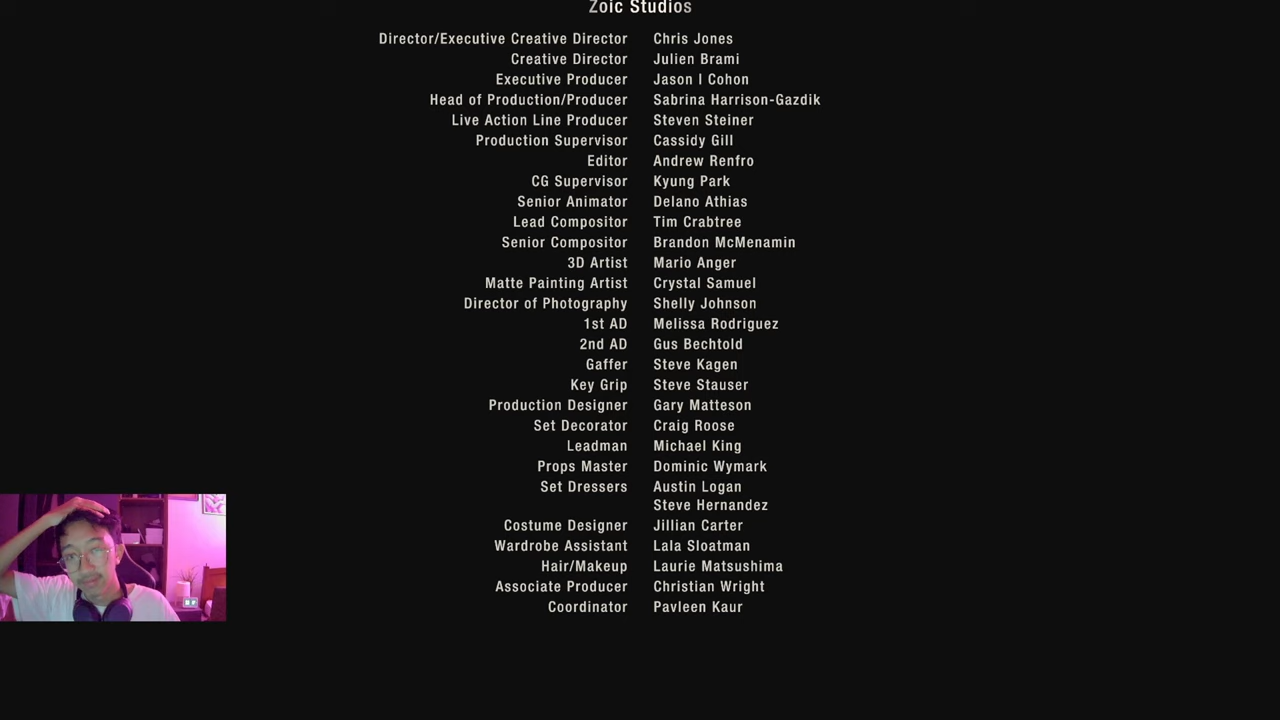 Zoic Studios
Director/Executive Creative Director Chris Jones
Creative Director Julien Brami
Executive Producer Jason I Cohon
Head of Production/Producer Sabrina Harrison-Gazdik
Live Action Line Producer Steven Steiner
Production Supervisor Cassidy Gill
Editor Andrew Renfro
CG Supervisor Kyung Park
Senior Animator Delano Athias
Lead Compositor Tim Crabtree
Senior Compositor Brandon McMenamin
3D Artist Mario Anger
Matte Painting Artist Crystal Samuel
Director of Photography Shelly Johnson
1st AD Melissa Rodriguez
2nd AD Gus Bechtold
Gaffer Steve Kagen
Key Grip Steve Stauser
Production Designer Gary Matteson
Set Decorator Craig Roose
Leadman Michael King
Props Master Dominic Wymark
Set Dressers Austin Logan
Steve Hernandez
Costume Designer Jillian Carter
Wardrobe Assistant Lala Sloatman
Hair/Makeup Laurie Matsushima
Associate Producer Christian Wright
Coordinator Pavleen Kaur